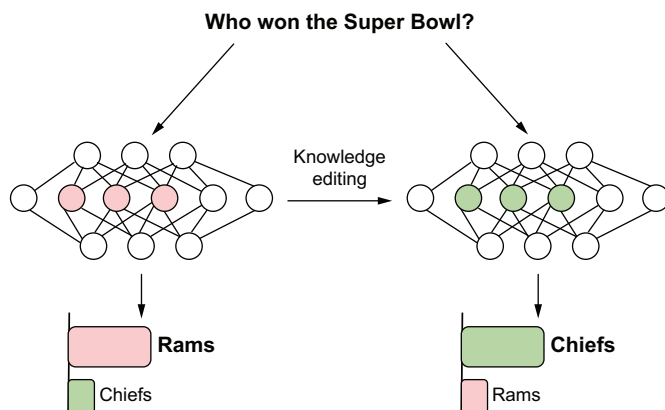 Who won the Super Bowl?
Knowledge
editing
Rams
Chiefs
Chiefs
Rams